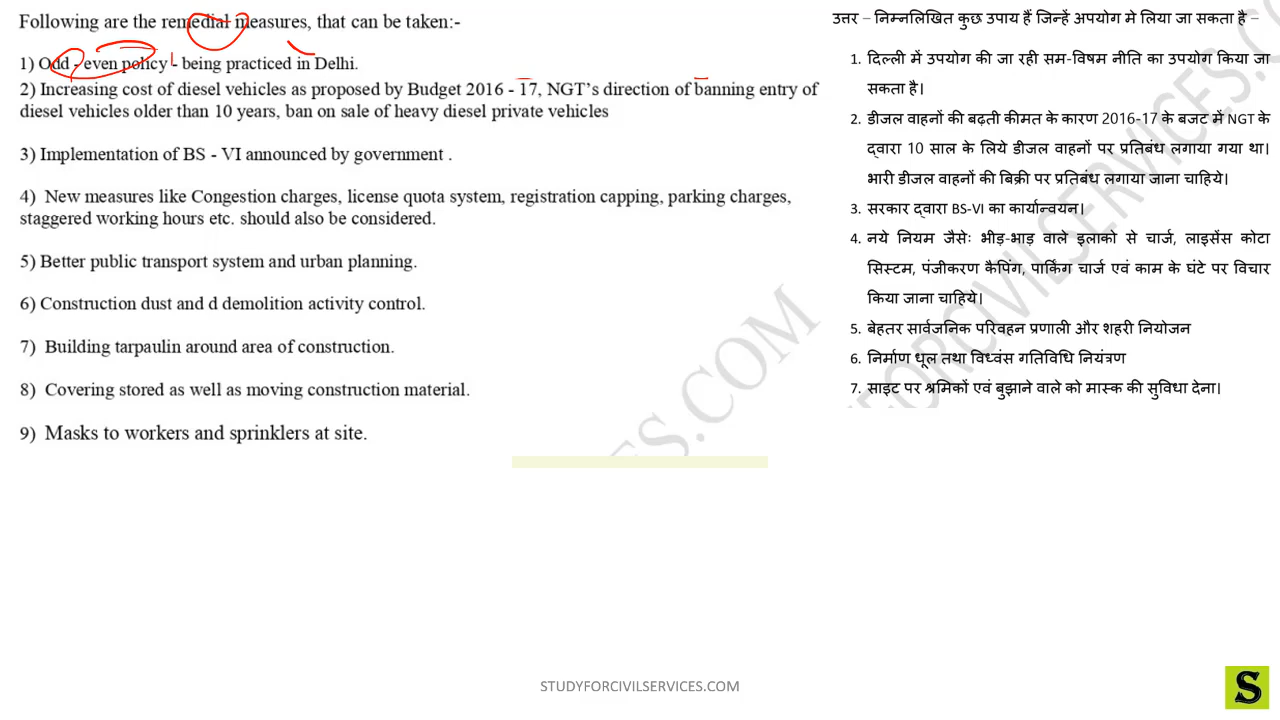 Following are the remedial measures, that can be taken:-
1) Odd - even policy - being practiced in Delhi.
2) Increasing cost of diesel vehicles as proposed by Budget 2016 - 17, NGT's direction of banning entry of
diesel vehicles older than 10 years, ban on sale of heavy diesel private vehicles
3) Implementation of BS - VI announced by government .
4) New measures like Congestion charges, license quota system, registration capping, parking charges,
staggered working hours etc. should also be considered.
5) Better public transport system and urban planning.
6) Construction dust and d demolition activity control.
7) Building tarpaulin around area of construction.
8) Covering stored as well as moving construction material.
9) Masks to workers and sprinklers at site.
उत्तर – निम्नलिखित कुछ उपाय हैं जिन्हें अपयोग मे लिया जा सकता है –
1. दिल्ली में उपयोग की जा रही सम-विषम नीति का उपयोग किया जा
सकता है।
2. डीजल वाहनों की बढ़ती कीमत के कारण 2016-17 के बजट में NGT के
द्वारा 10 साल के लिये डीजल वाहनों पर प्रतिबंध लगाया गया था।
भारी डीजल वाहनों की बिक्री पर प्रतिबंध लगाया जाना चाहिये।
3. सरकार द्वारा BS-VI का कार्यान्वयन।
4. नये नियम जैसेः भीड़-भाड़ वाले इलाको से चार्ज, लाइसेंस कोटा
सिस्टम, पंजीकरण कैपिंग, पार्किंग चार्ज एवं काम के घंटे पर विचार
किया जाना चाहिये।
5. बेहतर सार्वजनिक परिवहन प्रणाली और शहरी नियोजन
6. निर्माण धूल तथा विध्वंस गतिविधि नियंत्रण
7. साइट पर श्रमिकों एवं बुझाने वाले को मास्क की सुविधा देना।
ES.COM
FORCIVILSERVICES.CO
STUDYFORCIVILSERVICES.COM
S